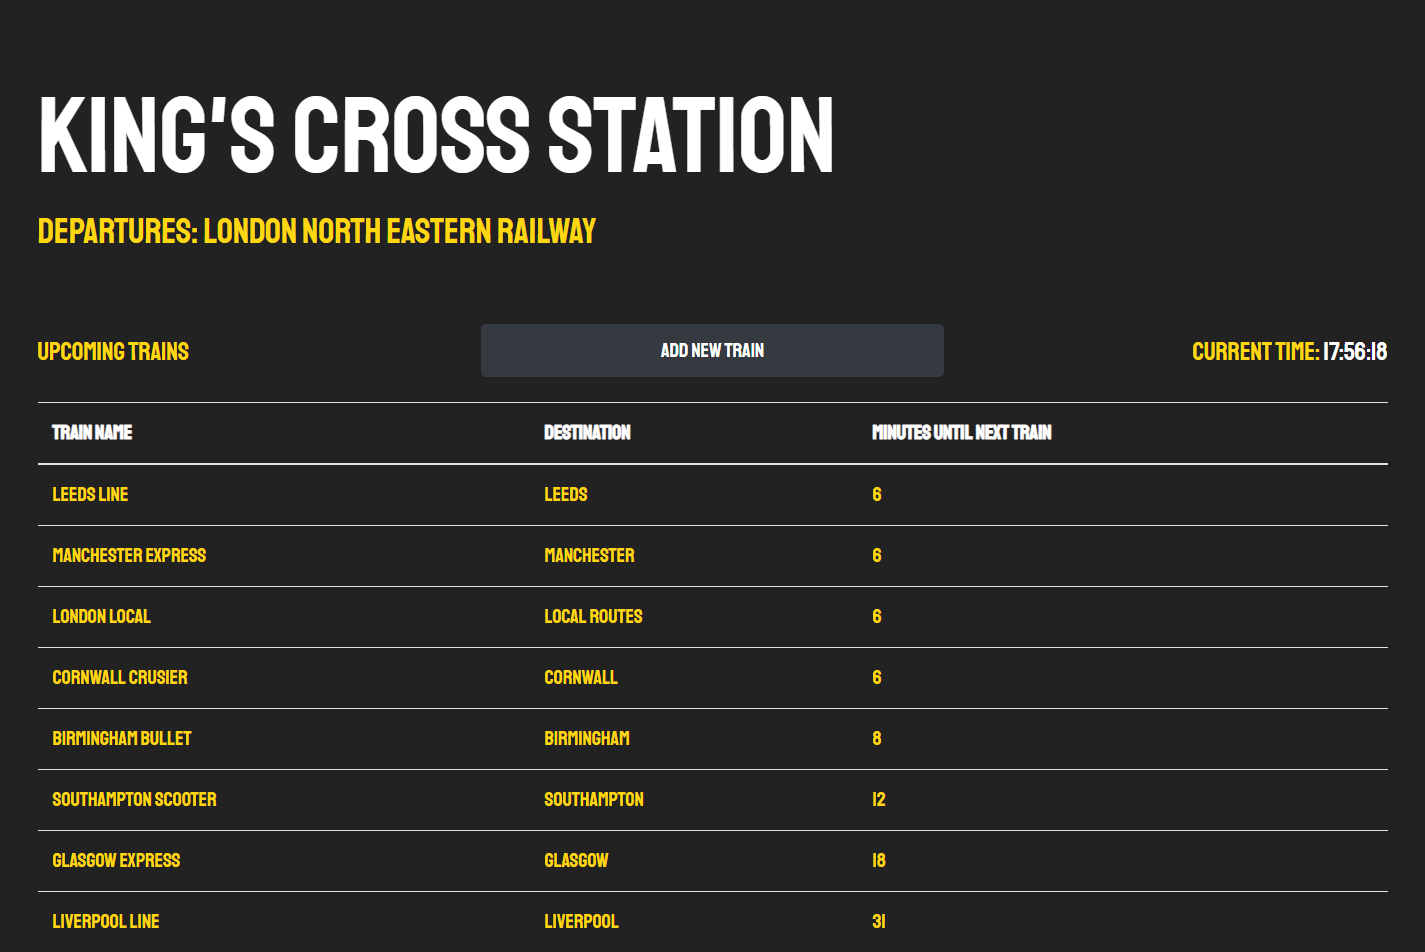 KING'S CROSS STATION
DEPARTURES: LONDON NORTH EASTERN RAILWAY
UPCOMING TRAINS ADD NEW TRAIN CURRENT TIME: 17:56:18
TRAIN NAME DESTINATION MINUTES UNTIL NEXT TRAIN
LEEDS LINE LEEDS 6
MANCHESTER EXPRESS MANCHESTER 6
LONDON LOCAL LOCAL ROUTES 6
CORNWALL CRUSIER CORNWALL 6
BIRMINGHAM BULLET BIRMINGHAM 8
SOUTHAMPTON SCOOTER SOUTHAMPTON 12
GLASGOW EXPRESS GLASGOW 18
LIVERPOOL LINE LIVERPOOL 31